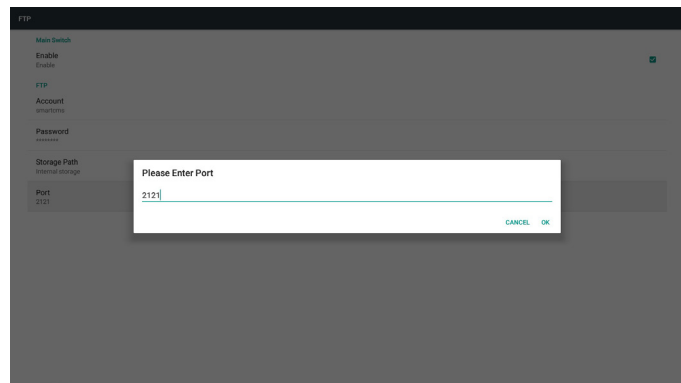 FTP
Main Switch
Enable
Enable
FTP
Account
smartcms
Password
********
Storage Path
Internal storage
Port
2121
Please Enter Port
2121
CANCEL OK